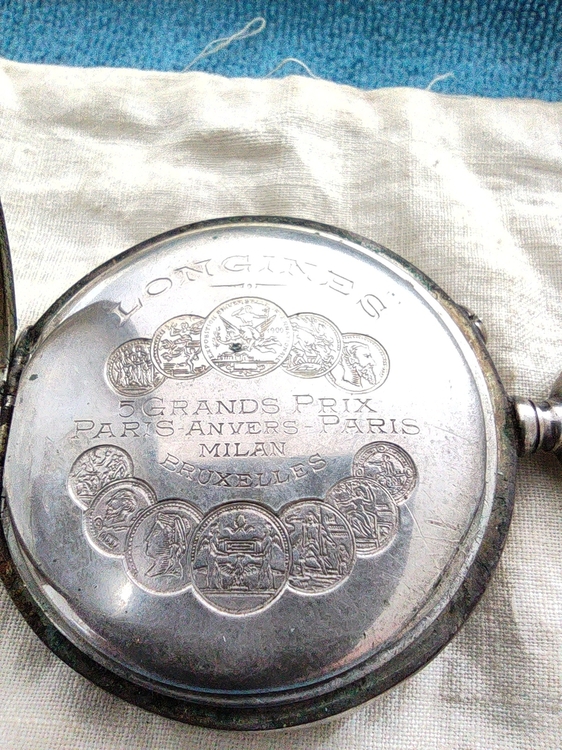 LONGINES
5 GRANDS PRIX
PARIS-ANVERS-PARIS
MILAN
BRUXELLES